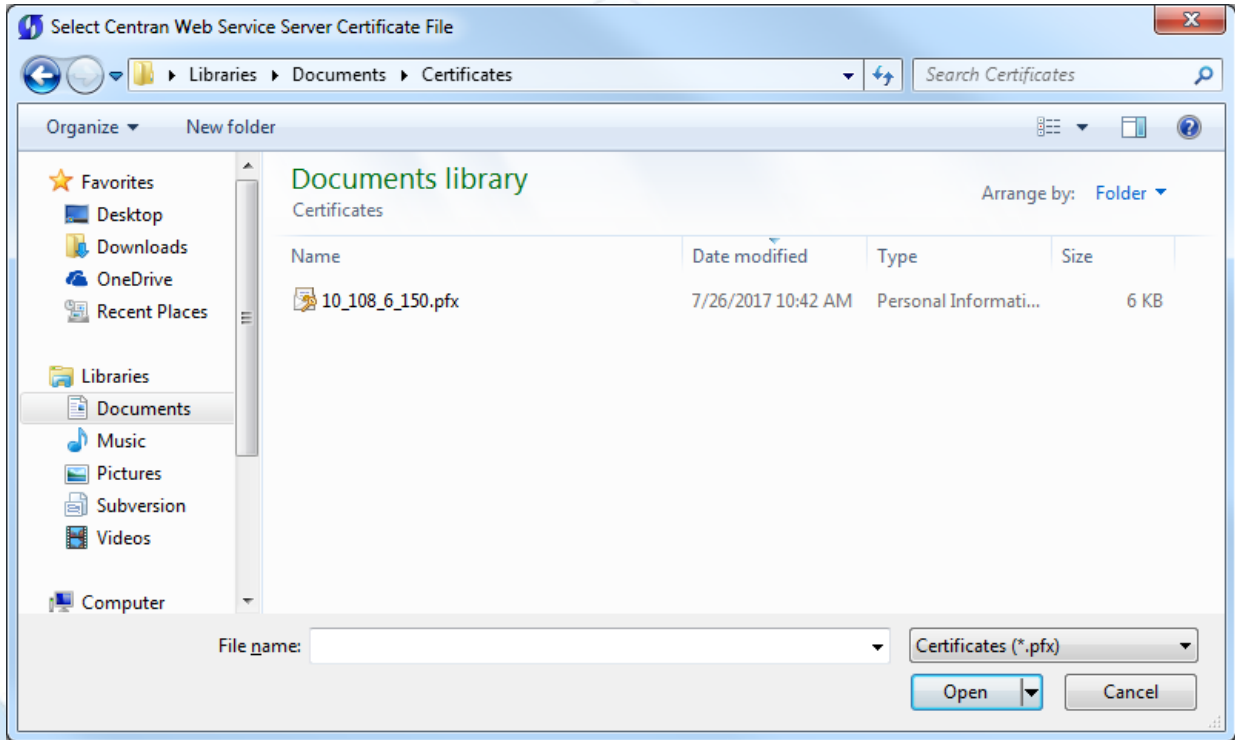 Select Centran Web Service Server Certificate File
Libraries Documents Certificates
Search Certificates
Organize New folder
Favorites
Desktop
Downloads
OneDrive
Recent Places
Libraries
Documents
Music
Pictures
Subversion
Videos
Computer
Documents library
Certificates
Arrange by: Folder
Name Date modified Type Size
10_108_6_150.pfx 7/26/2017 10:42 AM Personal Informati... 6 KB
File name:
Certificates (*.pfx)
Open Cancel